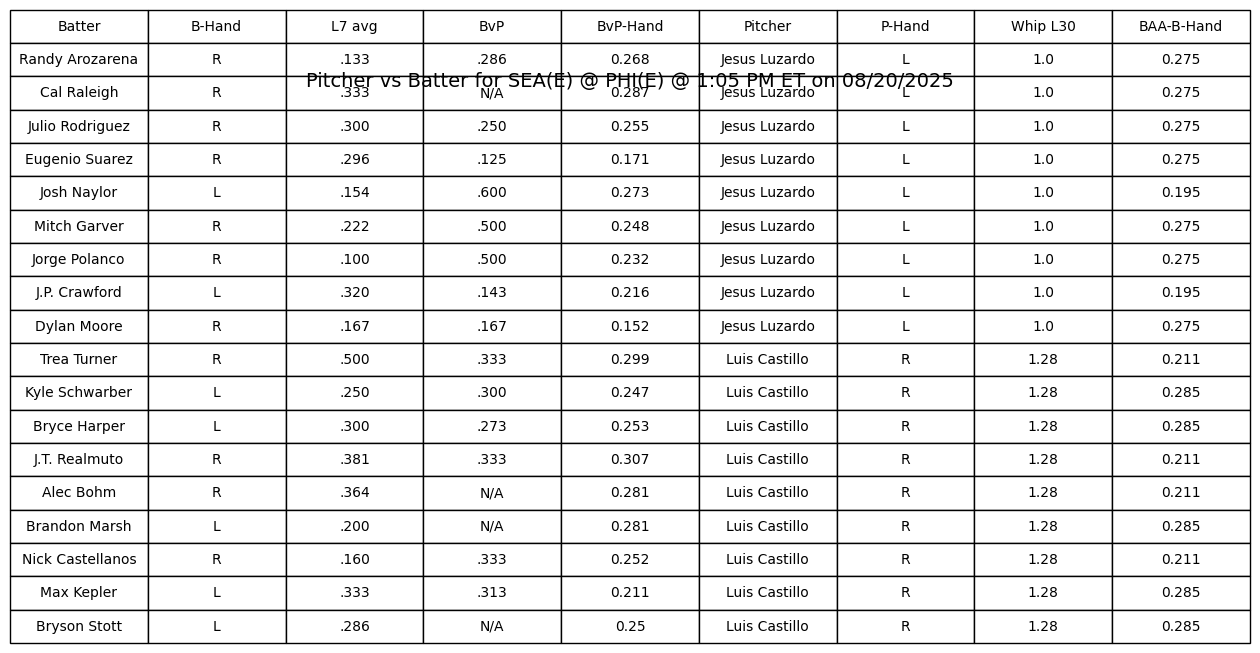 Batter B-Hand L7 avg BvP BvP-Hand Pitcher P-Hand Whip L30 BAA-B-Hand
Randy Arozarena R .133 .286 0.268 Jesus Luzardo L 1.0 0.275
Pitcher vs Batter for SEA(E) @ PHI(E) @ 1:05 PM ET on 08/20/2025
Cal Raleigh R .333 N/A 0.287 Jesus Luzardo L 1.0 0.275
Julio Rodriguez R .300 .250 0.255 Jesus Luzardo L 1.0 0.275
Eugenio Suarez R .296 .125 0.171 Jesus Luzardo L 1.0 0.275
Josh Naylor L .154 .600 0.273 Jesus Luzardo L 1.0 0.195
Mitch Garver R .222 .500 0.248 Jesus Luzardo L 1.0 0.275
Jorge Polanco R .100 .500 0.232 Jesus Luzardo L 1.0 0.275
J.P. Crawford L .320 .143 0.216 Jesus Luzardo L 1.0 0.195
Dylan Moore R .167 .167 0.152 Jesus Luzardo L 1.0 0.275
Trea Turner R .500 .333 0.299 Luis Castillo R 1.28 0.211
Kyle Schwarber L .250 .300 0.247 Luis Castillo R 1.28 0.285
Bryce Harper L .300 .273 0.253 Luis Castillo R 1.28 0.285
J.T. Realmuto R .381 .333 0.307 Luis Castillo R 1.28 0.211
Alec Bohm R .364 N/A 0.281 Luis Castillo R 1.28 0.211
Brandon Marsh L .200 N/A 0.281 Luis Castillo R 1.28 0.285
Nick Castellanos R .160 .333 0.252 Luis Castillo R 1.28 0.211
Max Kepler L .333 .313 0.211 Luis Castillo R 1.28 0.285
Bryson Stott L .286 N/A 0.25 Luis Castillo R 1.28 0.285